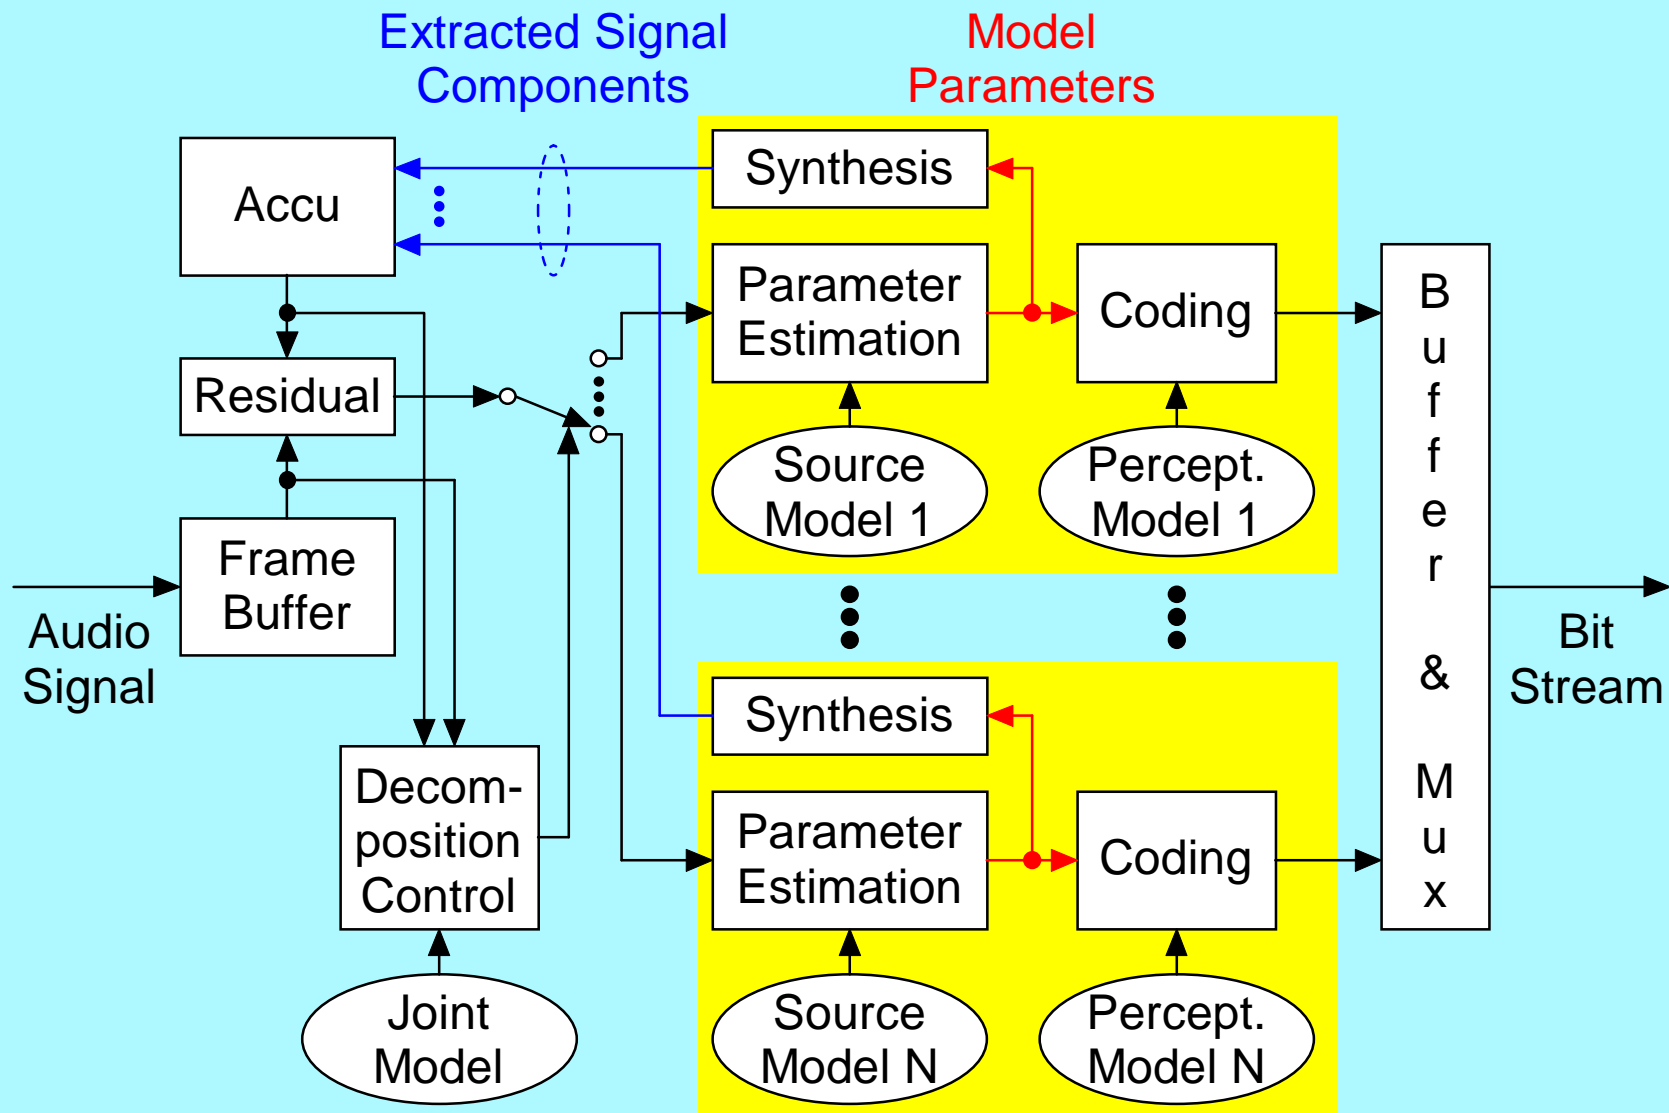 Extracted Signal
Components
Model
Parameters
Accu
Synthesis
Parameter
Estimation
Coding
Residual
Source
Model 1
Percept.
Model 1
Frame
Buffer
Audio
Signal
B
u
f
f
e
r
&
M
u
x
Bit
Stream
Synthesis
Decom-
position
Control
Parameter
Estimation
Coding
Joint
Model
Source
Model N
Percept.
Model N